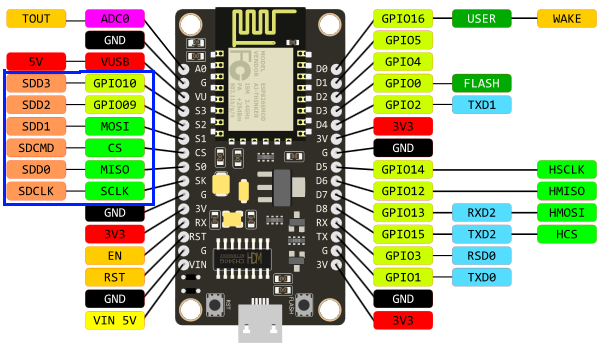 TOUT ADC0 GPIO16 USER WAKE
GND GPIO5
5V VUSB A0 D0 GPIO4
SDD3 GPIO10 G D1 GPIO0 FLASH
SDD2 GPIO09 VU D2 GPIO2 TXD1
SDD1 MOSI S3 D3 3V3
SDCMD CS S2 D4 GND
SDD0 MISO S1 3V GPIO14 HSCLK
SDCLK SCLK CS G GPIO12 HMISO
GND S0 D5 GPIO13 RXD2 HMOSI
3V3 SK D6 GPIO15 TXD2 HCS
EN G D7 GPIO3 RSD0
RST 3V D8 GPIO1 TXD0
GND RX RX GND
VIN 5V RST TX 3V3
G G
VIN 3V
MODEL
VENDOR
RST FLASH